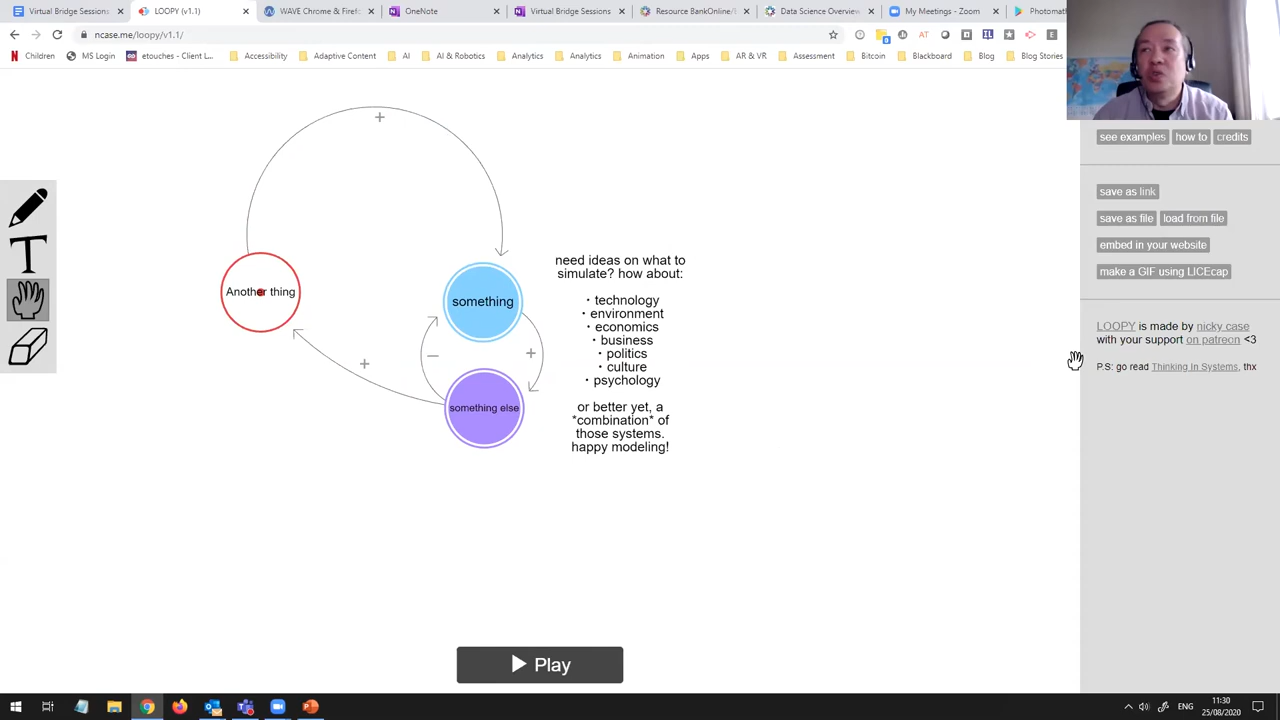 Virtual Bridge Sessions
LOOPY (v1.1)
WAVE Chrome & Firef
OneNote
Virtual Bridge Sessions
Resource BankOnline/
Data Science Overview
My Meetings - Zoom
Photomath
ncase.me/loopy/v1.1/
Children
MS Login
etouches - Client L...
Accessibility
Adaptive Content
AI
AI & Robotics
Analytics
Analytics
Animation
Apps
AR & VR
Assessment
Bitcoin
Blackboard
Blog
Blog Stories
see examples
how to
credits
save as link
save as file
load from file
embed in your website
make a GIF using LICEcap
LOOPY is made by nicky case
with your support on patreon <3
P.S: go read Thinking In Systems, thx
+
Another thing
something
−
+
+
something else
need ideas on what to
simulate? how about:
· technology
· environment
· economics
· business
· politics
· culture
· psychology
or better yet, a
*combination* of
those systems.
happy modeling!
T
Play
ENG
11:30
25/08/2020